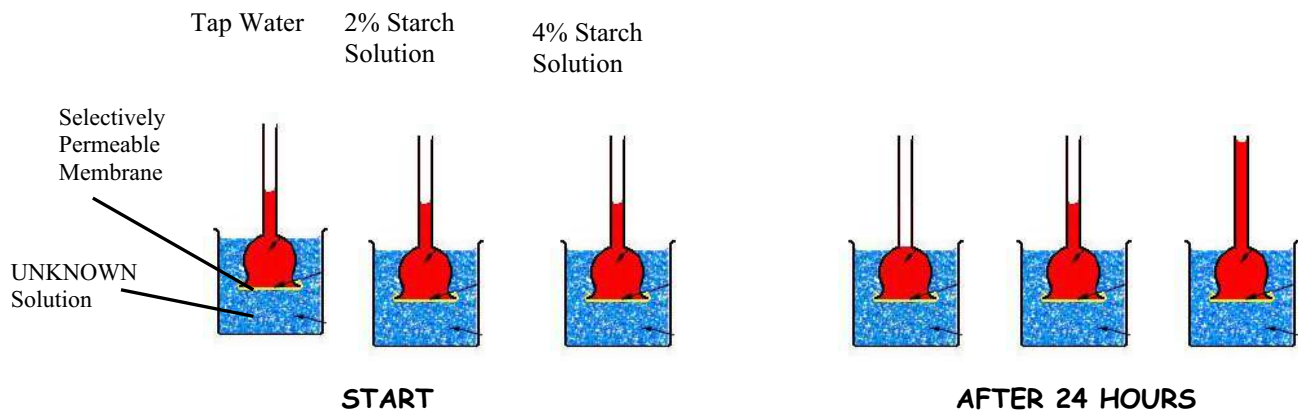 Tap Water
2% Starch
Solution
4% Starch
Solution
Selectively
Permeable
Membrane
UNKNOWN
Solution
START
AFTER 24 HOURS